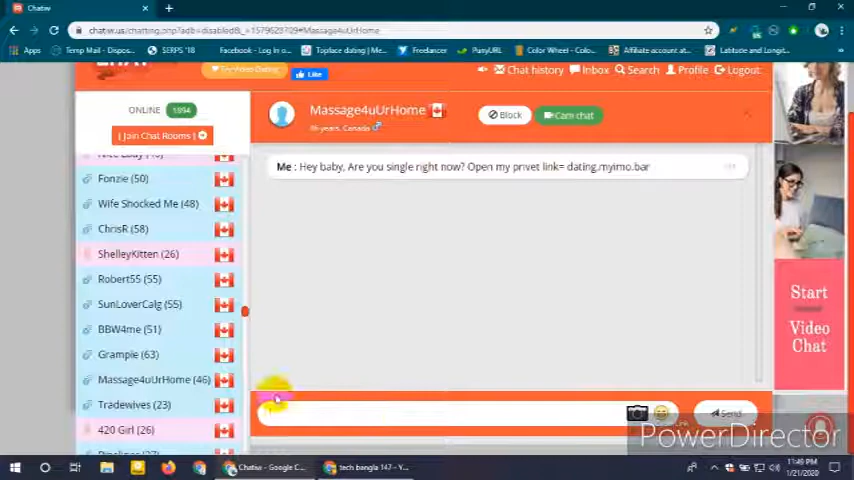 Chatiw
chatiw.us/chatting.php?adb=disabled&_=1579628709#Massage4uUrHome
Apps
Temp Mail - Dispos...
SERPS '18
Facebook - Log in o...
Toplace dating | Me...
Freelancer
PunyURL
Color Wheel - Color...
Affiliate account at...
Latitude and Longit...
Like
Chat history
Inbox
Search
Profile
Logout
ONLINE 1894
[ Join Chat Rooms ]
Massage4uUrHome
Block
Cam chat
Me : Hey baby, Are you single right now? Open my privet link= dating.myimo.bar
Fonzie (50)
Wife Shocked Me (48)
ChrisR (58)
ShelleyKitten (26)
Robert55 (55)
SunLoverCalg (55)
BBW4me (51)
Grample (63)
Massage4uUrHome (46)
Tradewives (23)
420 Girl (26)
Start
Video
Chat
Send
PowerDirector
Chatiw - Google C...
tech bangla 147 - Y...
11:45 PM
1/21/2020